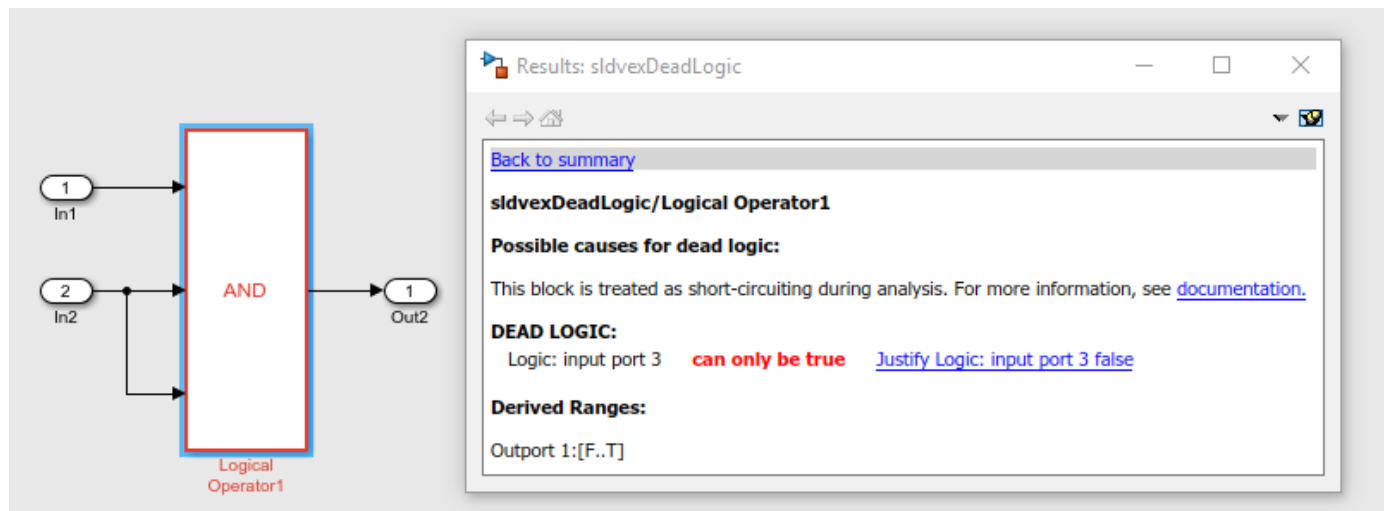 1
In1
2
In2
AND
Logical
Operator1
1
Out2
Results: sldvexDeadLogic
Back to summary
sldvexDeadLogic/Logical Operator1
Possible causes for dead logic:
This block is treated as short-circuiting during analysis. For more information, see documentation.
DEAD LOGIC:
Logic: input port 3 can only be true Justify Logic: input port 3 false
Derived Ranges:
Outport 1:[F..T]